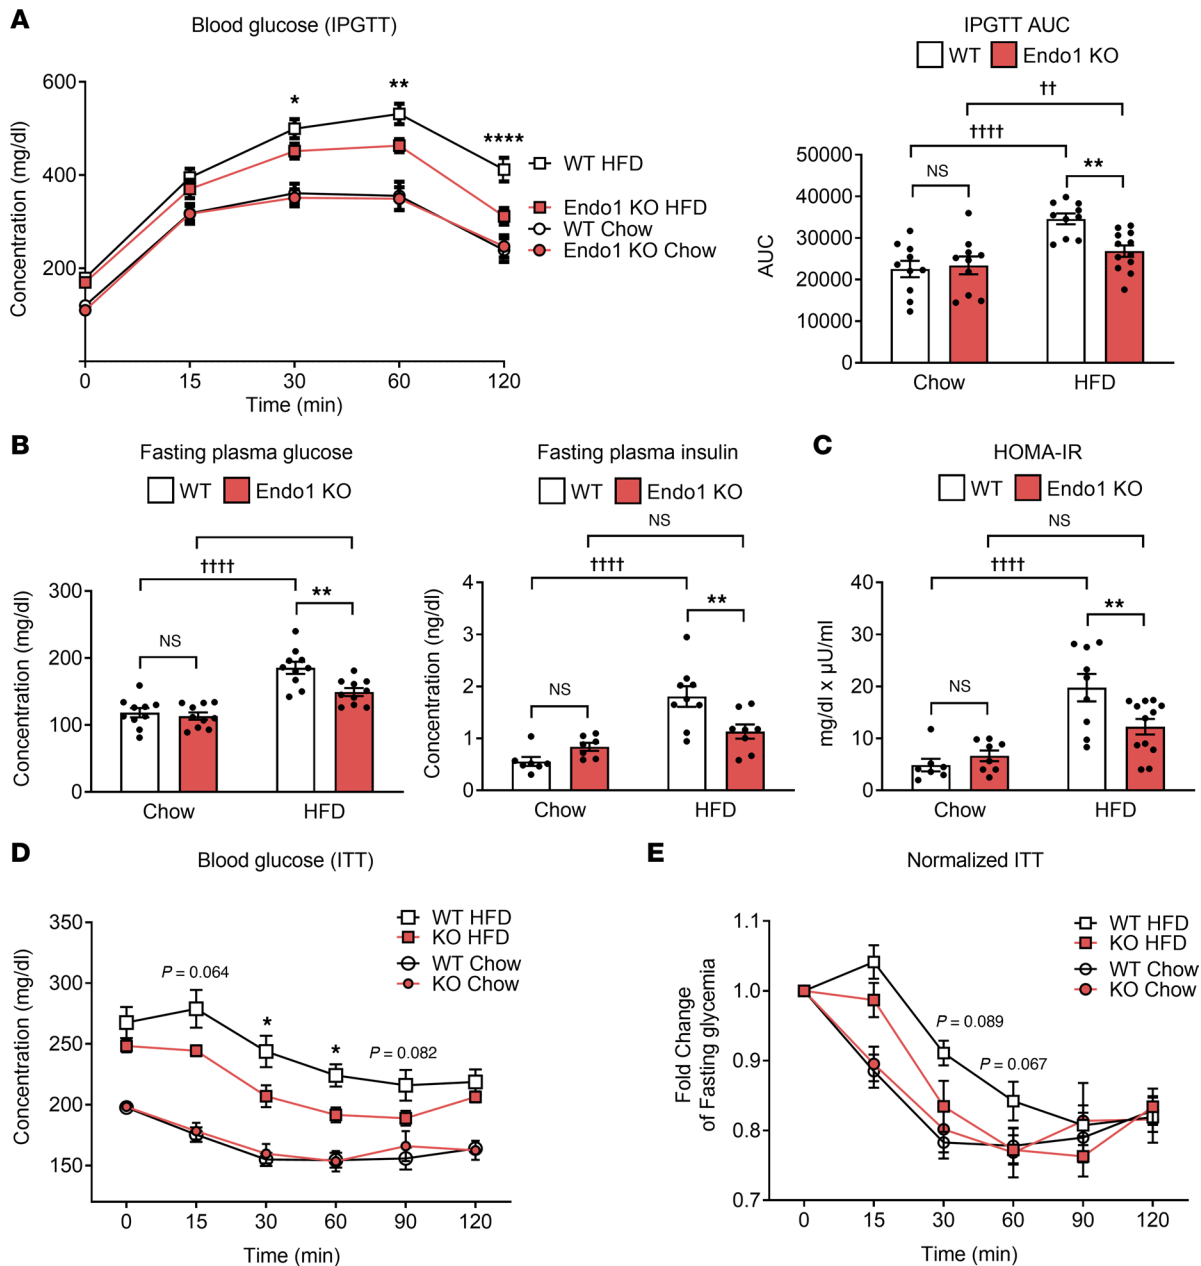 A
Blood glucose (IPGTT)
Concentration (mg/dl)
600
400
200
*
**
****
WT HFD
Endo1 KO HFD
WT Chow
Endo1 KO Chow
0 15 30 60 120
Time (min)
IPGTT AUC
WT Endo1 KO
††
††††
NS
**
AUC
50000
40000
30000
20000
10000
0
Chow HFD
B
Fasting plasma glucose
WT Endo1 KO
††††
NS
**
Concentration (mg/dl)
300
200
100
0
Chow HFD
Fasting plasma insulin
WT Endo1 KO
NS
††††
NS
**
Concentration (ng/dl)
4
3
2
1
0
Chow HFD
C
HOMA-IR
WT Endo1 KO
NS
††††
NS
**
mg/dl x µU/ml
40
30
20
10
0
Chow HFD
D
Blood glucose (ITT)
WT HFD
KO HFD
WT Chow
KO Chow
P = 0.064
*
*
P = 0.082
Concentration (mg/dl)
350
300
250
200
150
0 15 30 60 90 120
Time (min)
E
Normalized ITT
WT HFD
KO HFD
WT Chow
KO Chow
P = 0.089
P = 0.067
Fold Change
of Fasting glycemia
1.1
1.0
0.9
0.8
0.7
0 15 30 60 90 120
Time (min)